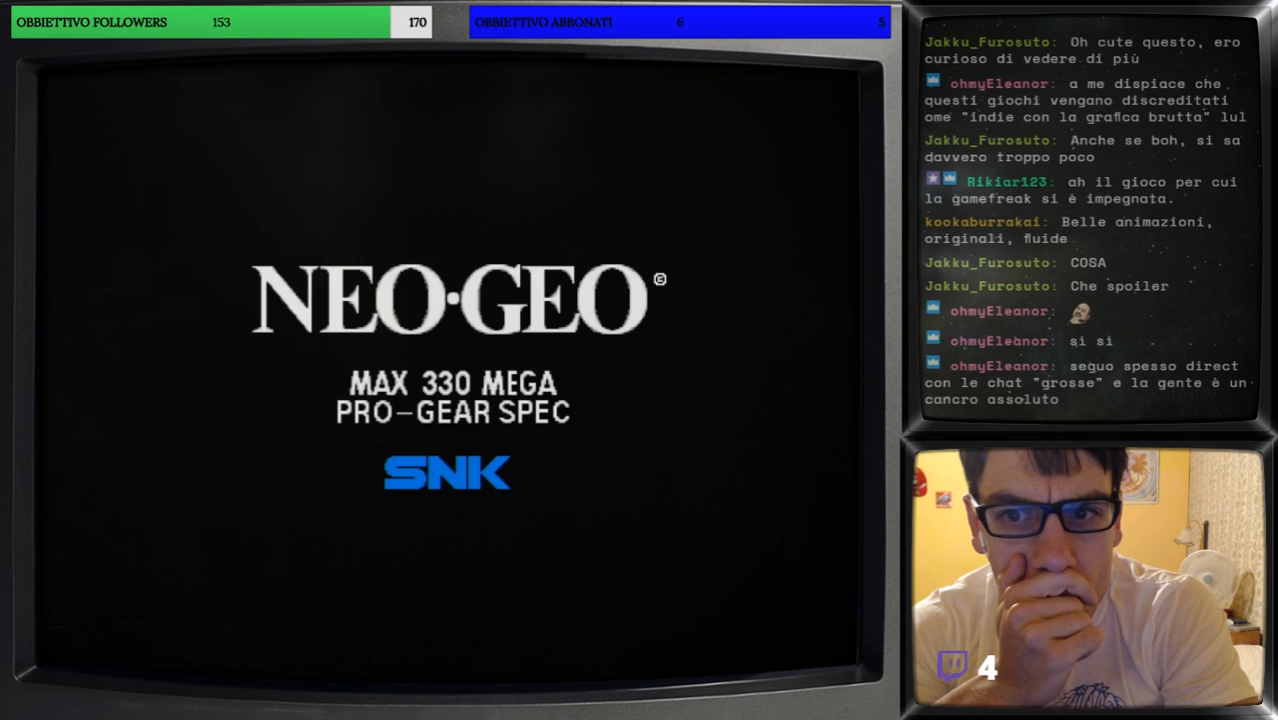 OBBIETTIVO FOLLOWERS 153 170
OBBIETTIVO ABBONATI 6 5
NEO·GEO©
MAX 330 MEGA
PRO-GEAR SPEC
SNK
Jakku_Furosuto: Oh cute questo, ero
curioso di vedere di più
ohmyEleanor: a me dispiace che
questi giochi vengano discreditati
ome "indie con la grafica brutta" lul
Jakku_Furosuto: Anche se boh, si sa
davvero troppo poco
Rikiar123: ah il gioco per cui
la gamefreak si è impegnata.
kookaburrakai: Belle animazioni,
originali, fluide
Jakku_Furosuto: COSA
Jakku_Furosuto: Che spoiler
ohmyEleanor:
ohmyEleanor: si sì
ohmyEleanor: seguo spesso direct
con le chat "grosse" e la gente è un
cancro assoluto
4